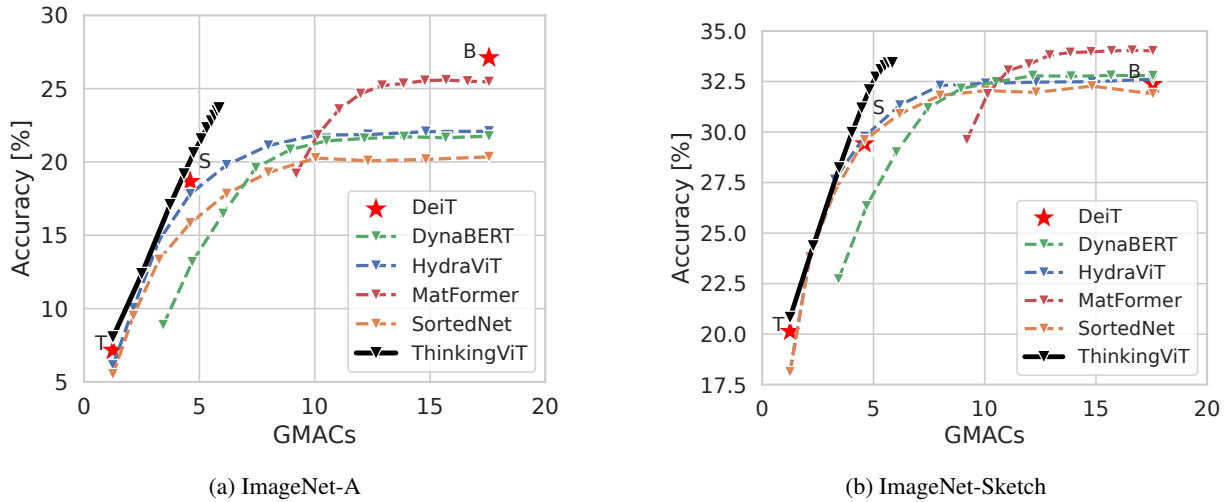 30
25
20
15
10
5
Accuracy [%]
0 5 10 15 20
GMACs
T
S
B
DeiT
DynaBERT
HydraViT
MatFormer
SortedNet
ThinkingViT
(a) ImageNet-A
35.0
32.5
30.0
27.5
25.0
22.5
20.0
17.5
Accuracy [%]
0 5 10 15 20
GMACs
T
S
B
DeiT
DynaBERT
HydraViT
MatFormer
SortedNet
ThinkingViT
(b) ImageNet-Sketch